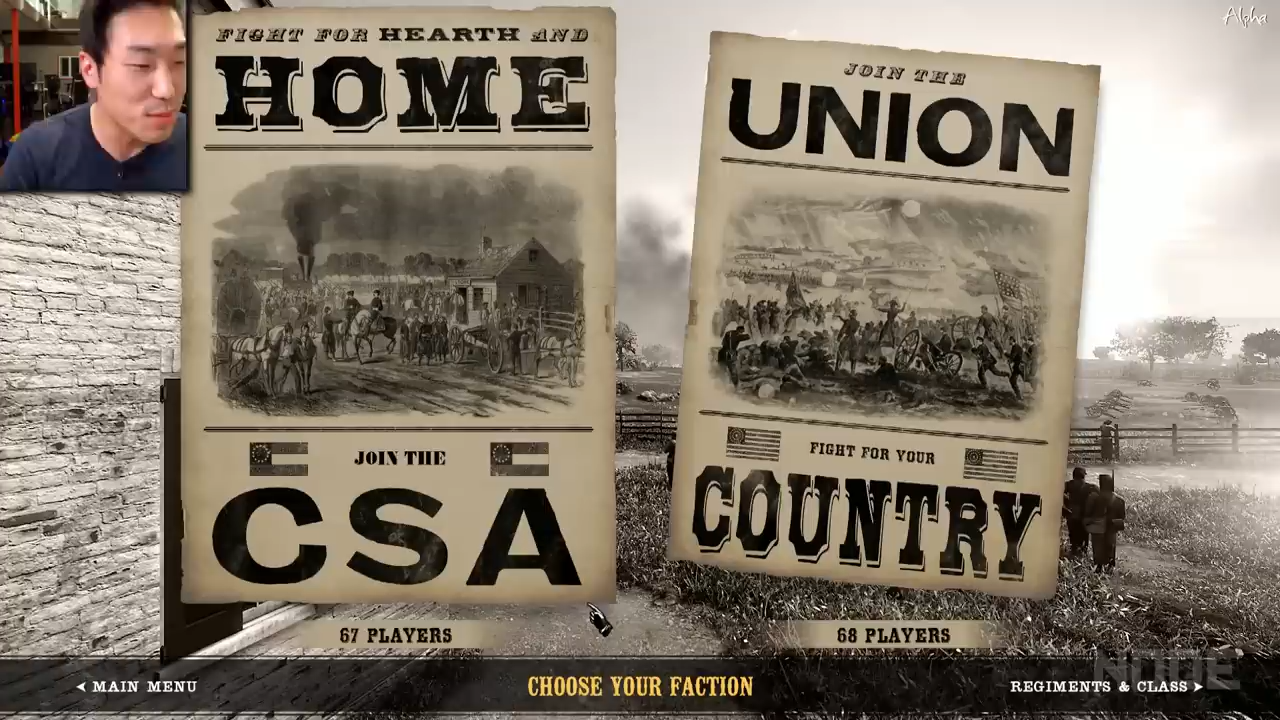 Alpha
FIGHT FOR HEARTH AND
HOME
JOIN THE
CSA
67 PLAYERS
JOIN THE
UNION
FIGHT FOR YOUR
COUNTRY
68 PLAYERS
MAIN MENU
CHOOSE YOUR FACTION
REGIMENTS & CLASS